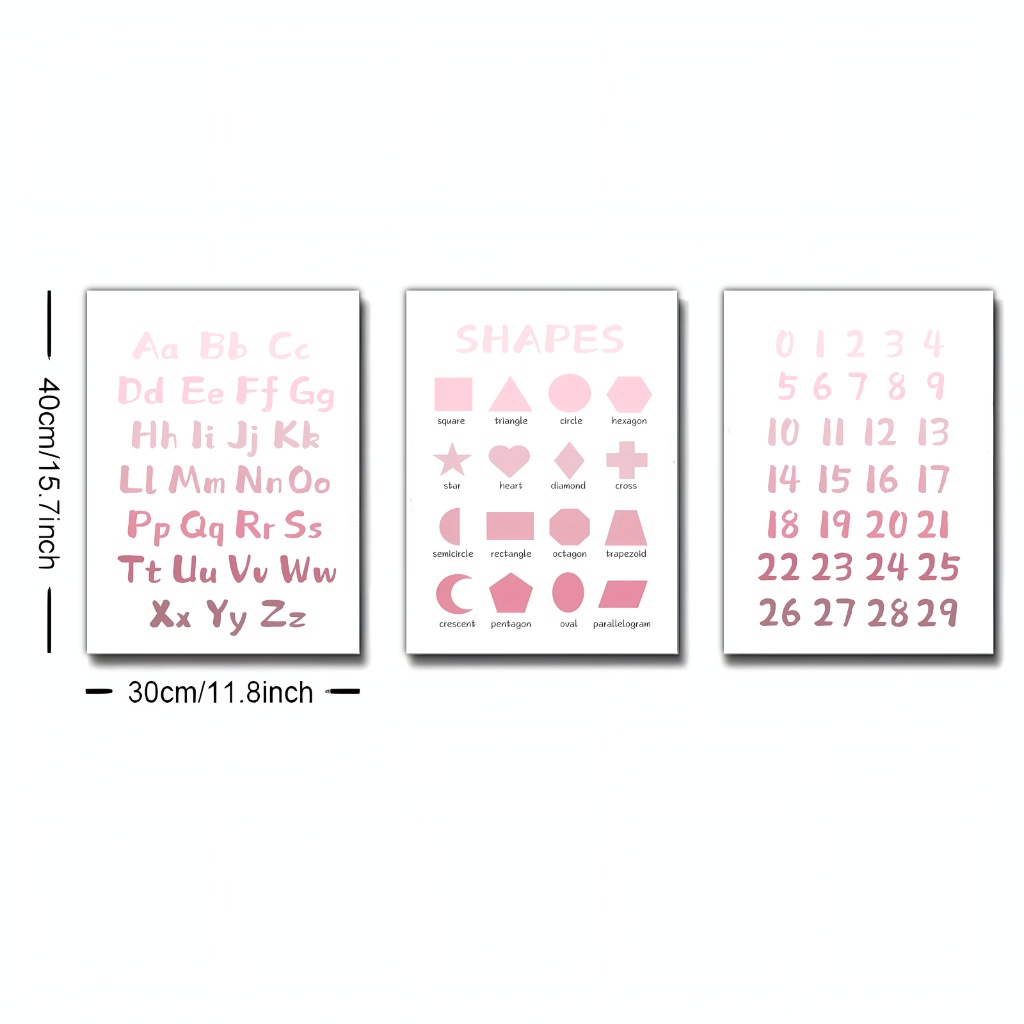 40cm/15.7inch
Aa Bb Cc
Dd Ee Ff Gg
Hh Ii Jj Kk
Ll Mm Nn Oo
Pp Qq Rr Ss
Tt Uu Vv Ww
Xx Yy Zz
30cm/11.8inch
SHAPES
square triangle circle hexagon
star heart diamond cross
semicircle rectangle octagon trapezoid
crescent pentagon oval parallelogram
0 1 2 3 4
5 6 7 8 9
10 11 12 13
14 15 16 17
18 19 20 21
22 23 24 25
26 27 28 29